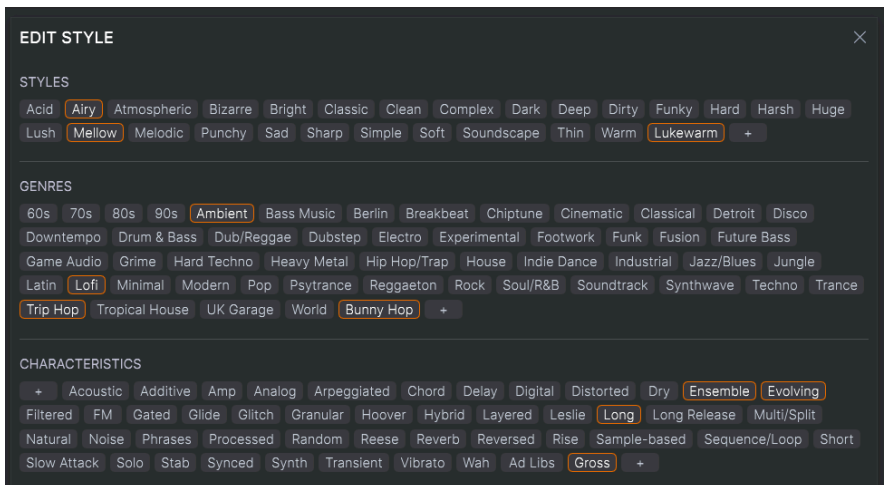 EDIT STYLE ×
STYLES
Acid Airy Atmospheric Bizarre Bright Classic Clean Complex Dark Deep Dirty Funky Hard Harsh Huge
Lush Mellow Melodic Punchy Sad Sharp Simple Soft Soundscape Thin Warm Lukewarm +
GENRES
60s 70s 80s 90s Ambient Bass Music Berlin Breakbeat Chiptune Cinematic Classical Detroit Disco
Downtempo Drum & Bass Dub/Reggae Dubstep Electro Experimental Footwork Funk Fusion Future Bass
Game Audio Grime Hard Techno Heavy Metal Hip Hop/Trap House Indie Dance Industrial Jazz/Blues Jungle
Latin Lofi Minimal Modern Pop Psytrance Reggaeton Rock Soul/R&B Soundtrack Synthwave Techno Trance
Trip Hop Tropical House UK Garage World Bunny Hop +
CHARACTERISTICS
+ Acoustic Additive Amp Analog Arpeggiated Chord Delay Digital Distorted Dry Ensemble Evolving
Filtered FM Gated Glide Glitch Granular Hoover Hybrid Layered Leslie Long Long Release Multi/Split
Natural Noise Phrases Processed Random Reese Reverb Reversed Rise Sample-based Sequence/Loop Short
Slow Attack Solo Stab Synced Synth Transient Vibrato Wah Ad Libs Gross +